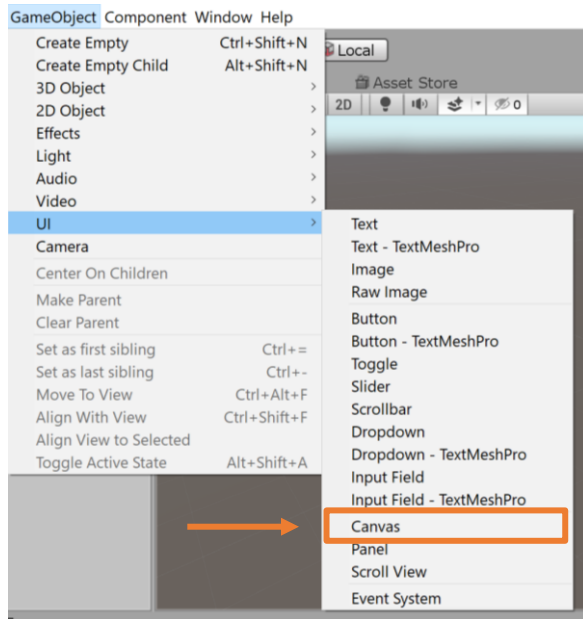 GameObject Component Window Help
Create Empty Ctrl+Shift+N
Create Empty Child Alt+Shift+N
3D Object
2D Object
Effects
Light
Audio
Video
UI
Camera
Center On Children
Make Parent
Clear Parent
Set as first sibling Ctrl+=
Set as last sibling Ctrl+-
Move To View Ctrl+Alt+F
Align With View Ctrl+Shift+F
Align View to Selected
Toggle Active State Alt+Shift+A
Local
Asset Store
2D 0
Text
Text - TextMeshPro
Image
Raw Image
Button
Button - TextMeshPro
Toggle
Slider
Scrollbar
Dropdown
Dropdown - TextMeshPro
Input Field
Input Field - TextMeshPro
Canvas
Panel
Scroll View
Event System